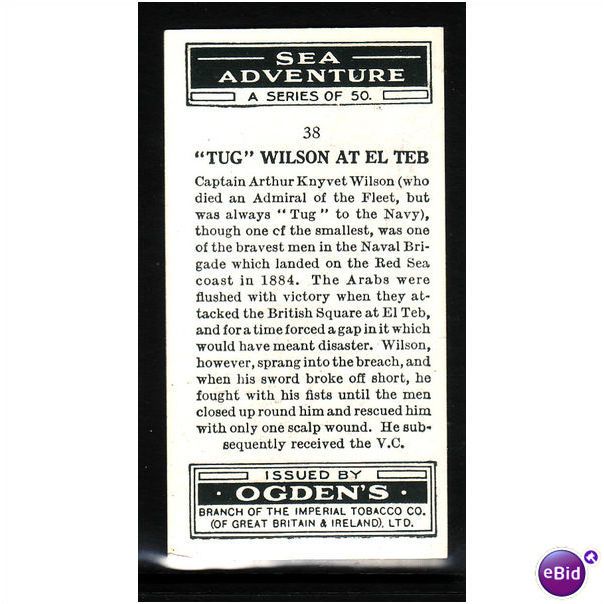 SEA
ADVENTURE
A SERIES OF 50.
38
"TUG" WILSON AT EL TEB
Captain Arthur Knyvet Wilson (who
died an Admiral of the Fleet, but
was always "Tug" to the Navy),
though one of the smallest, was one
of the bravest men in the Naval Bri-
gade which landed on the Red Sea
coast in 1884. The Arabs were
flushed with victory when they at-
tacked the British Square at El Teb,
and for a time forced a gap in it which
would have meant disaster. Wilson,
however, sprang into the breach, and
when his sword broke off short, he
fought with his fists until the men
closed up round him and rescued him
with only one scalp wound. He sub-
sequently received the V.C.
ISSUED BY
· OGDEN'S ·
BRANCH OF THE IMPERIAL TOBACCO CO.
(OF GREAT BRITAIN & IRELAND), LTD.
eBid